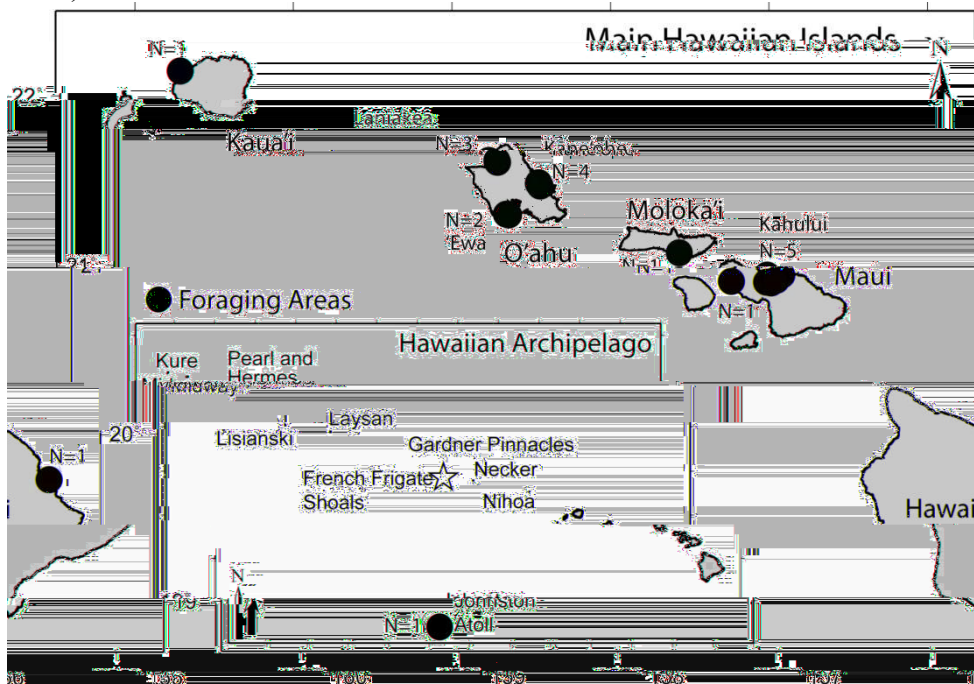 Main Hawaiian Islands
N=1
N
22°
Laniakea
Kaua'i
N=3
N=4
N=2
Ewa
O'ahu
Moloka'i
Kahului
N=5
Maui
N=1
Foraging Areas
Hawaiian Archipelago
Kure
Pearl and
Hermes
Midway
Laysan
Lisianski
Gardner Pinnacles
20°
N=1
Necker
French Frigate
Shoals
Nihoa
Hawai
N
19
Johnston
N=1
Atoll